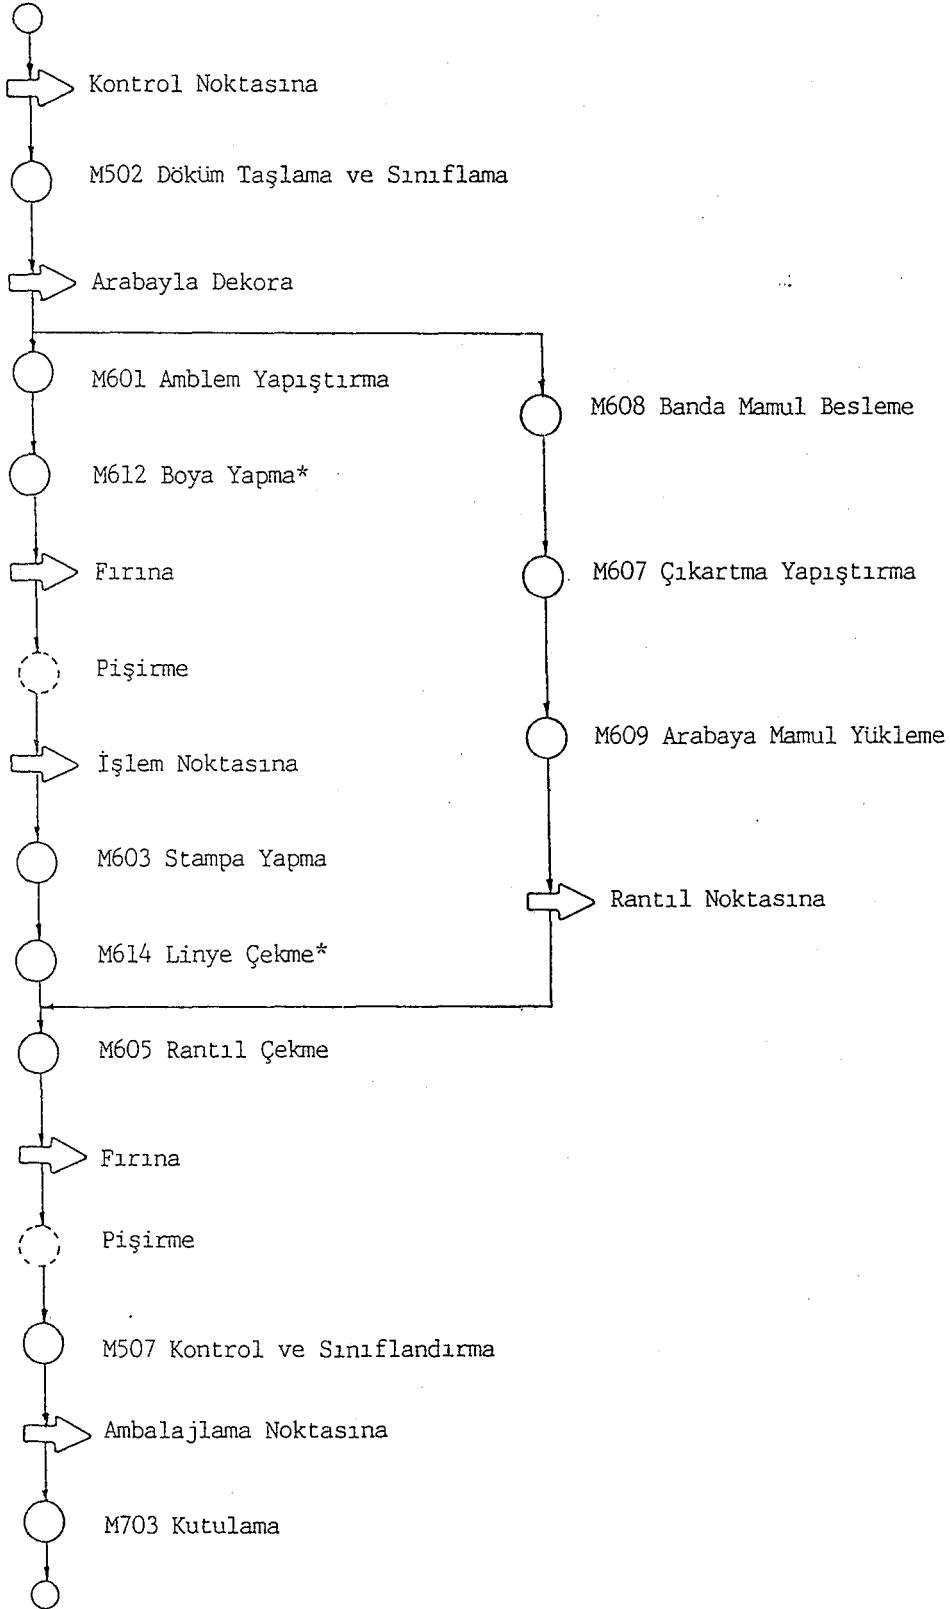 Kontrol Noktasına
M502 Döküm Taşlama ve Sınıflama
Arabayla Dekora
M601 Amblem Yapıştırma
M612 Boya Yapma*
Fırına
Pişirme
İşlem Noktasına
M603 Stampa Yapma
M614 Linye Çekme*
M608 Banda Mamul Besleme
M607 Çıkartma Yapıştırma
M609 Arabaya Mamul Yükleme
Rantıl Noktasına
M605 Rantıl Çekme
Fırına
Pişirme
M507 Kontrol ve Sınıflandırma
Ambalajlama Noktasına
M703 Kutulama